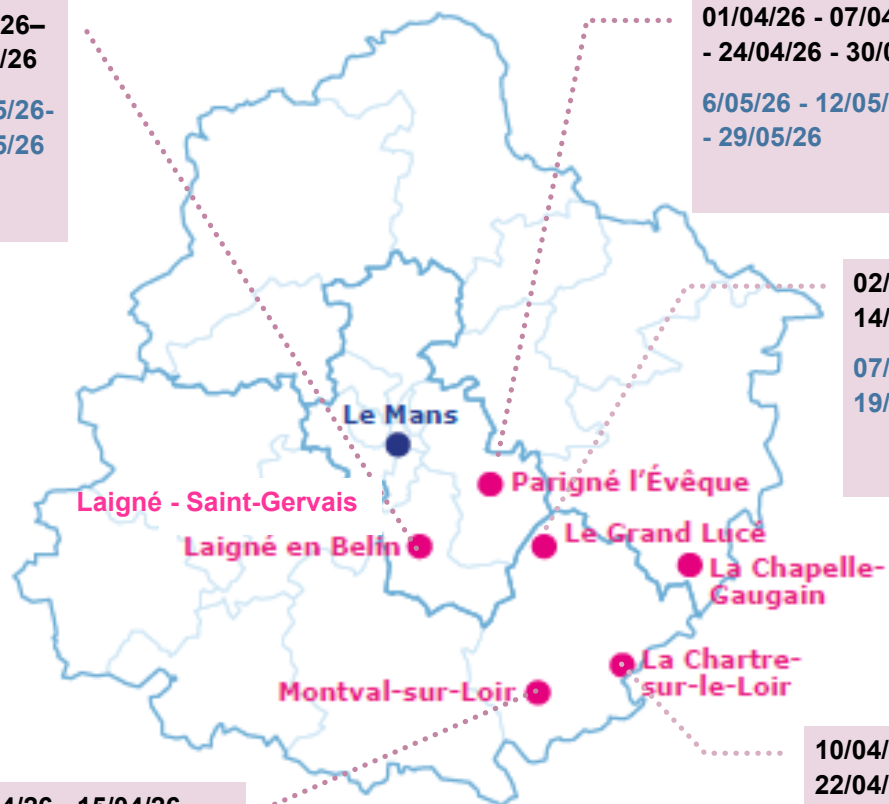 26–
/26
5/26-
5/26
01/04/26 - 07/04
- 24/04/26 - 30/0
6/05/26 - 12/05/
- 29/05/26
02/
14/
07/
19/
Le Mans
Parigné l'Évêque
Laigné - Saint-Gervais
Laigné en Belin
Le Grand Lucé
La Chapelle-
Gaugain
La Chartre-
sur-le-Loir
Montval-sur-Loir
10/04/
22/04/
4/26 - 15/04/26